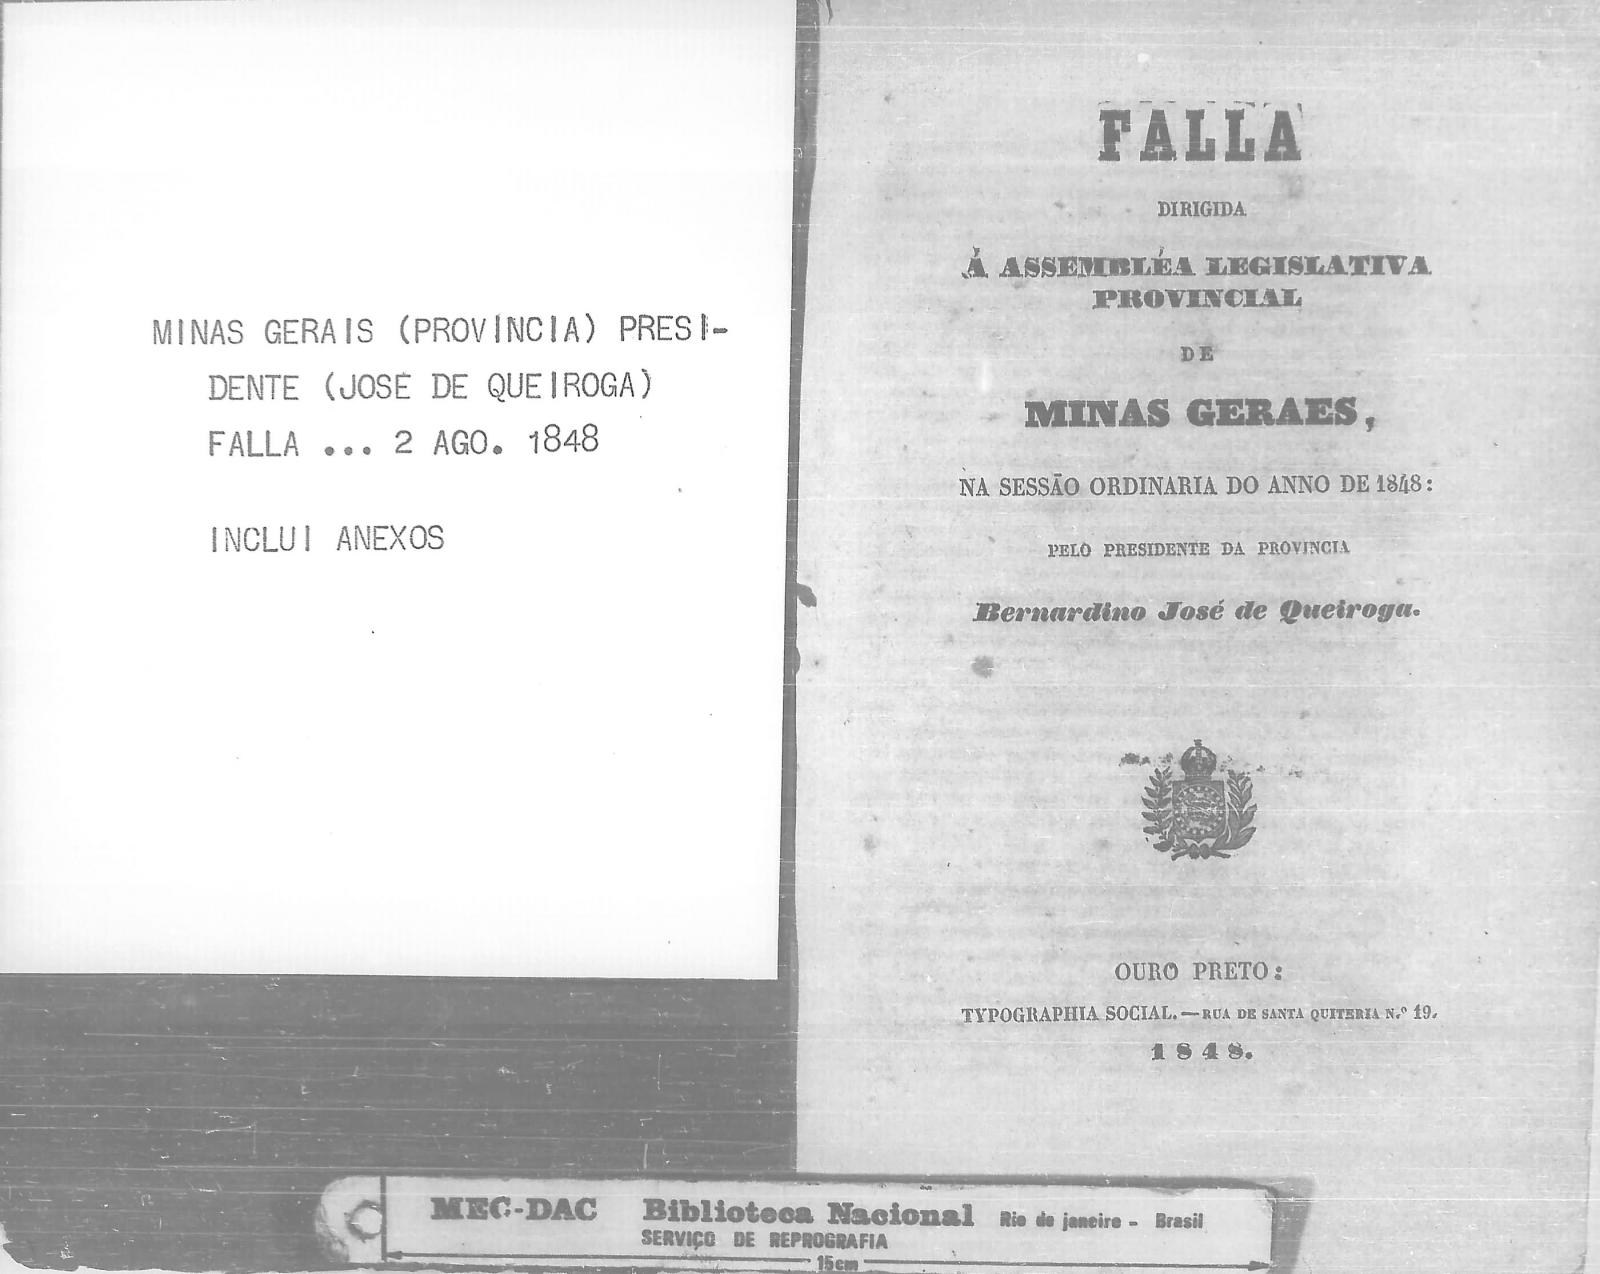 MINAS GERAIS (PROVÍNCIA) PRESI-
DENTE (JOSÉ DE QUEIROGA)
FALLA ... 2 AGO. 1848
INCLUI ANEXOS
FALLA
DIRIGIDA
Á ASSEMBLÉA LEGISLATIVA
PROVINCIAL
DE
MINAS GERAES,
NA SESSÃO ORDINARIA DO ANNO DE 1848:
PELO PRESIDENTE DA PROVINCIA
Bernardino José de Queiroga.
OURO PRETO:
TYPOGRAPHIA SOCIAL.—RUA DE SANTA QUITERIA N.º 19.
1848.
MEC-DAC Biblioteca Nacional Rio de janeiro - Brasil
SERVIÇO DE REPROGRAFIA
15cm